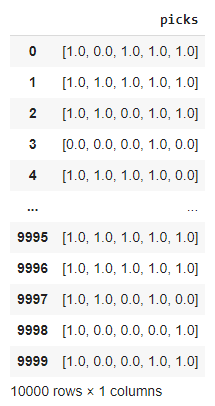 picks
0 [1.0, 0.0, 1.0, 1.0, 1.0]
1 [1.0, 1.0, 1.0, 1.0, 1.0]
2 [1.0, 1.0, 0.0, 1.0, 1.0]
3 [0.0, 0.0, 0.0, 1.0, 0.0]
4 [1.0, 1.0, 1.0, 1.0, 0.0]
... ...
9995 [1.0, 1.0, 1.0, 1.0, 1.0]
9996 [1.0, 1.0, 1.0, 1.0, 1.0]
9997 [1.0, 1.0, 0.0, 1.0, 0.0]
9998 [1.0, 0.0, 0.0, 0.0, 1.0]
9999 [1.0, 0.0, 0.0, 1.0, 1.0]
10000 rows × 1 columns